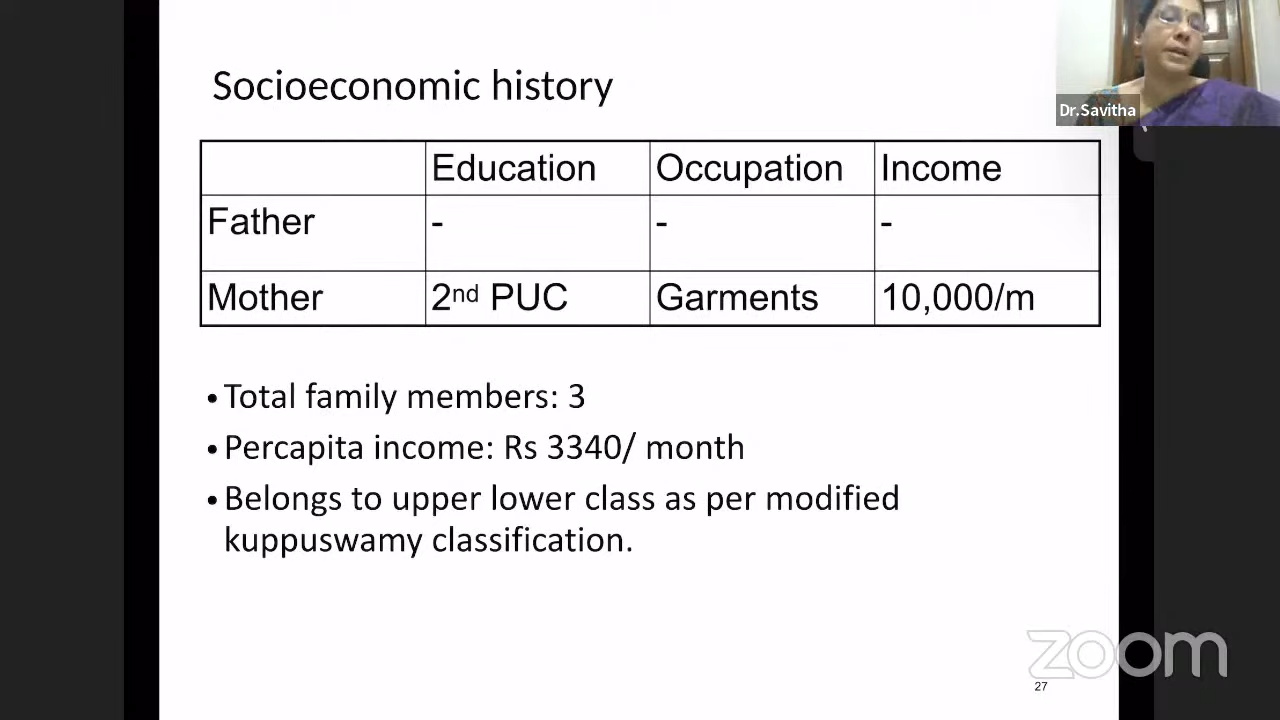 Socioeconomic history
Dr.Savitha
Education Occupation Income
Father - - -
Mother 2nd PUC Garments 10,000/m
• Total family members: 3
• Percapita income: Rs 3340/ month
• Belongs to upper lower class as per modified
kuppuswamy classification.
zoom
27